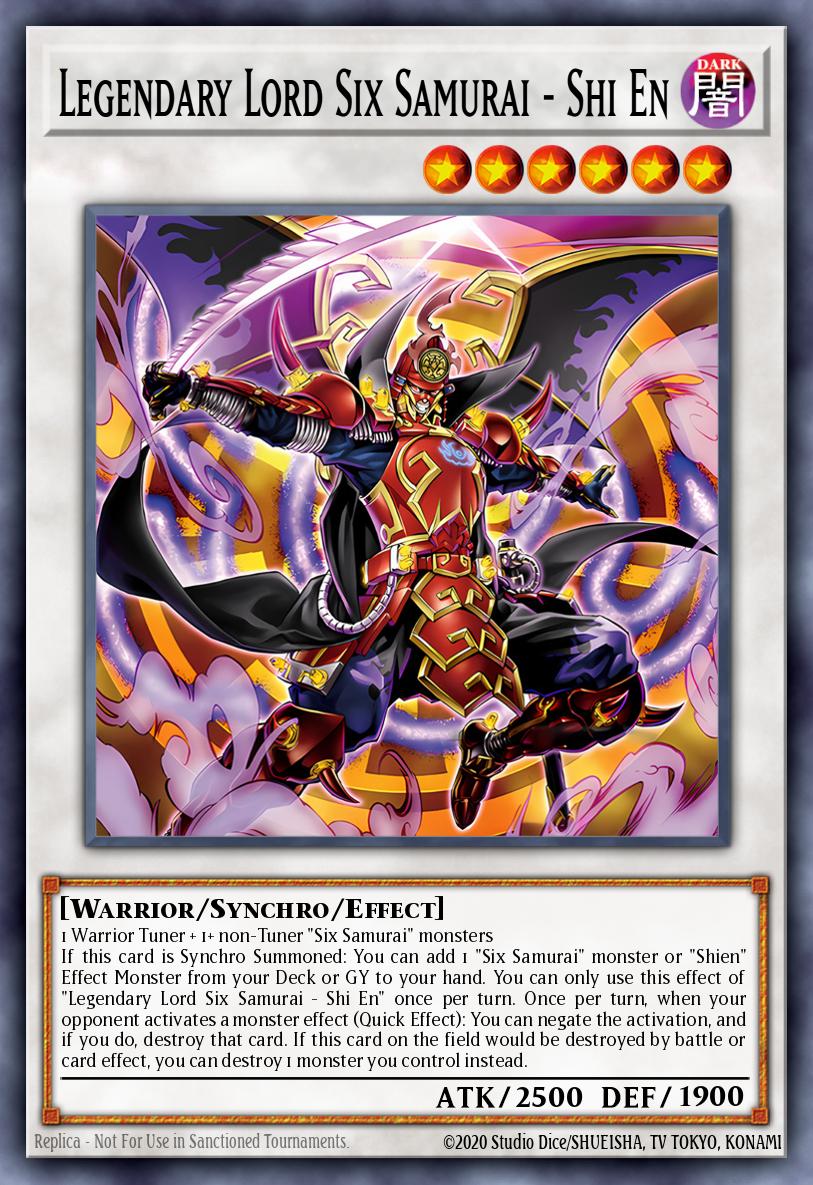 Legendary Lord Six Samurai - Shi En
DARK
闇
[Warrior/Synchro/Effect]
1 Warrior Tuner + 1+ non-Tuner "Six Samurai" monsters
If this card is Synchro Summoned: You can add 1 "Six Samurai" monster or "Shien"
Effect Monster from your Deck or GY to your hand. You can only use this effect of
"Legendary Lord Six Samurai - Shi En" once per turn. Once per turn, when your
opponent activates a monster effect (Quick Effect): You can negate the activation, and
if you do, destroy that card. If this card on the field would be destroyed by battle or
card effect, you can destroy 1 monster you control instead.
ATK/2500 DEF/1900
Replica - Not For Use in Sanctioned Tournaments.
©2020 Studio Dice/SHUEISHA, TV TOKYO, KONAMI